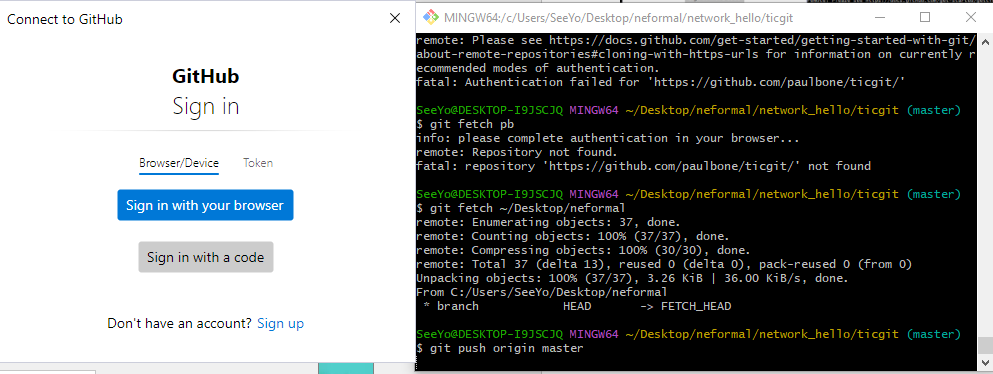 Connect to GitHub
GitHub
Sign in
Browser/Device
Token
Sign in with your browser
Sign in with a code
Don't have an account? Sign up
MINGW64:/c/Users/SeeYo/Desktop/neformal/network_hello/ticgit
remote: Please see https://docs.github.com/get-started/getting-started-with-git/
about-remote-repositories#cloning-with-https-urls for information on currently r
ecommended modes of authentication.
fatal: Authentication failed for 'https://github.com/paulbone/ticgit/'
SeeYo@DESKTOP-I9JSCJQ MINGW64 ~/Desktop/neformal/network_hello/ticgit (master)
$ git fetch pb
info: please complete authentication in your browser...
remote: Repository not found.
fatal: repository 'https://github.com/paulbone/ticgit/' not found
SeeYo@DESKTOP-I9JSCJQ MINGW64 ~/Desktop/neformal/network_hello/ticgit (master)
$ git fetch ~/Desktop/neformal
remote: Enumerating objects: 37, done.
remote: Counting objects: 100% (37/37), done.
remote: Compressing objects: 100% (30/30), done.
remote: Total 37 (delta 13), reused 0 (delta 0), pack-reused 0 (from 0)
Unpacking objects: 100% (37/37), 3.26 KiB | 36.00 KiB/s, done.
From C:/Users/SeeYo/Desktop/neformal
 * branch            HEAD       -> FETCH_HEAD
SeeYo@DESKTOP-I9JSCJQ MINGW64 ~/Desktop/neformal/network_hello/ticgit (master)
$ git push origin master